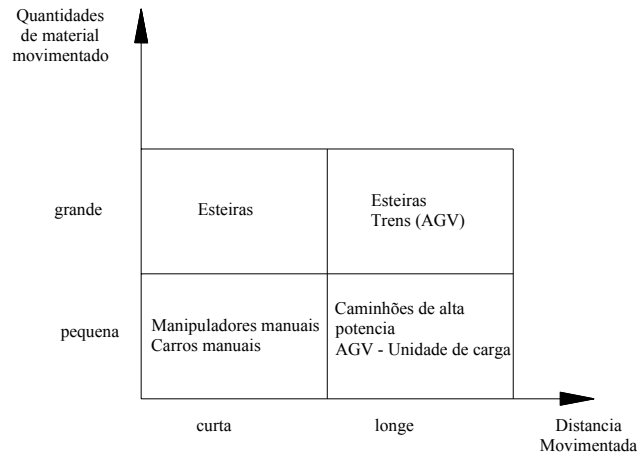 Quantidades
de material
movimentado
grande
Esteiras
Esteiras
Trens (AGV)
pequena
Manipuladores manuais
Carros manuais
Caminhões de alta
potencia
AGV - Unidade de carga
curta
longe
Distancia
Movimentada